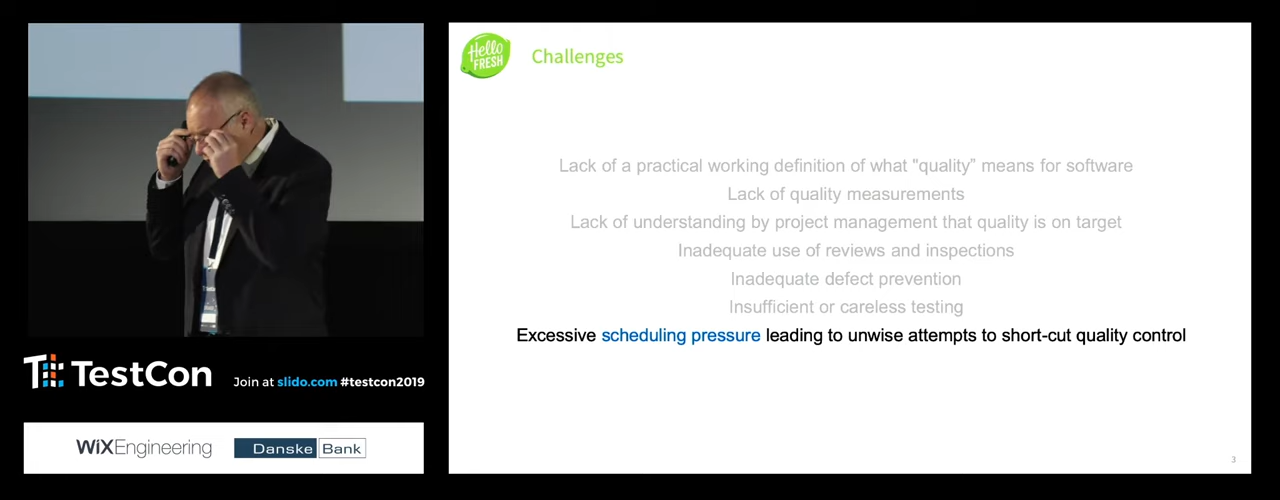 Hello
FRESH
Challenges
Lack of a practical working definition of what "quality” means for software
Lack of quality measurements
Lack of understanding by project management that quality is on target
Inadequate use of reviews and inspections
Inadequate defect prevention
Insufficient or careless testing
Excessive scheduling pressure leading to unwise attempts to short-cut quality control
3
TestCon
Join at slido.com #testcon2019
WiXEngineering
Danske Bank